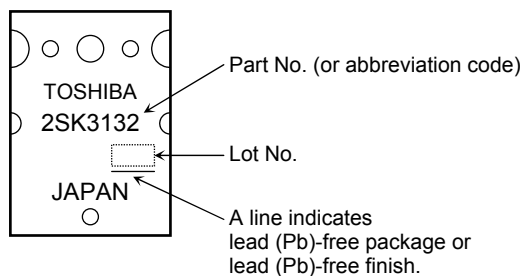 TOSHIBA
2SK3132
JAPAN
Part No. (or abbreviation code)
Lot No.
A line indicates
lead (Pb)-free package or
lead (Pb)-free finish.